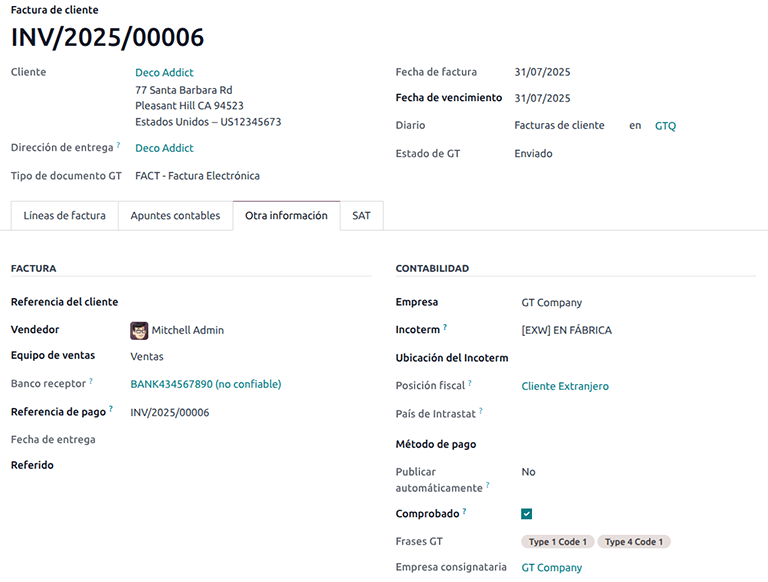 Factura de cliente
INV/2025/00006
Cliente Deco Addict
77 Santa Barbara Rd
Pleasant Hill CA 94523
Estados Unidos – US12345673
Dirección de entrega ? Deco Addict
Tipo de documento GT FACT - Factura Electrónica
Fecha de factura 31/07/2025
Fecha de vencimiento 31/07/2025
Diario Facturas de cliente en GTQ
Estado de GT Enviado
Líneas de factura Apuntes contables Otra información SAT
FACTURA
Referencia del cliente
Vendedor Mitchell Admin
Equipo de ventas Ventas
Banco receptor ? BANK434567890 (no confiable)
Referencia de pago ? INV/2025/00006
Fecha de entrega
Referido
CONTABILIDAD
Empresa GT Company
Incoterm ? [EXW] EN FÁBRICA
Ubicación del Incoterm
Posición fiscal ? Cliente Extranjero
País de Intrastat ?
Método de pago
Publicar No
automáticamente ?
Comprobado ?
Frases GT Type 1 Code 1 Type 4 Code 1
Empresa consignataria GT Company